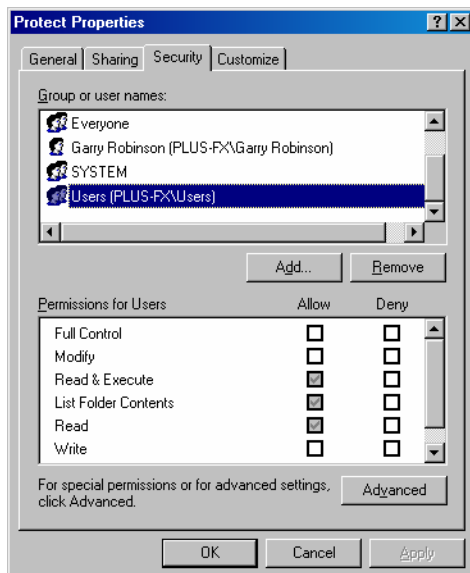 Protect Properties
General Sharing Security Customize
Group or user names:
Everyone
Garry Robinson (PLUS-FX\Garry Robinson)
SYSTEM
Users (PLUS-FX\Users)
Add... Remove
Permissions for Users Allow Deny
Full Control
Modify
Read & Execute
List Folder Contents
Read
Write
For special permissions or for advanced settings,
click Advanced.
Advanced
OK Cancel Apply